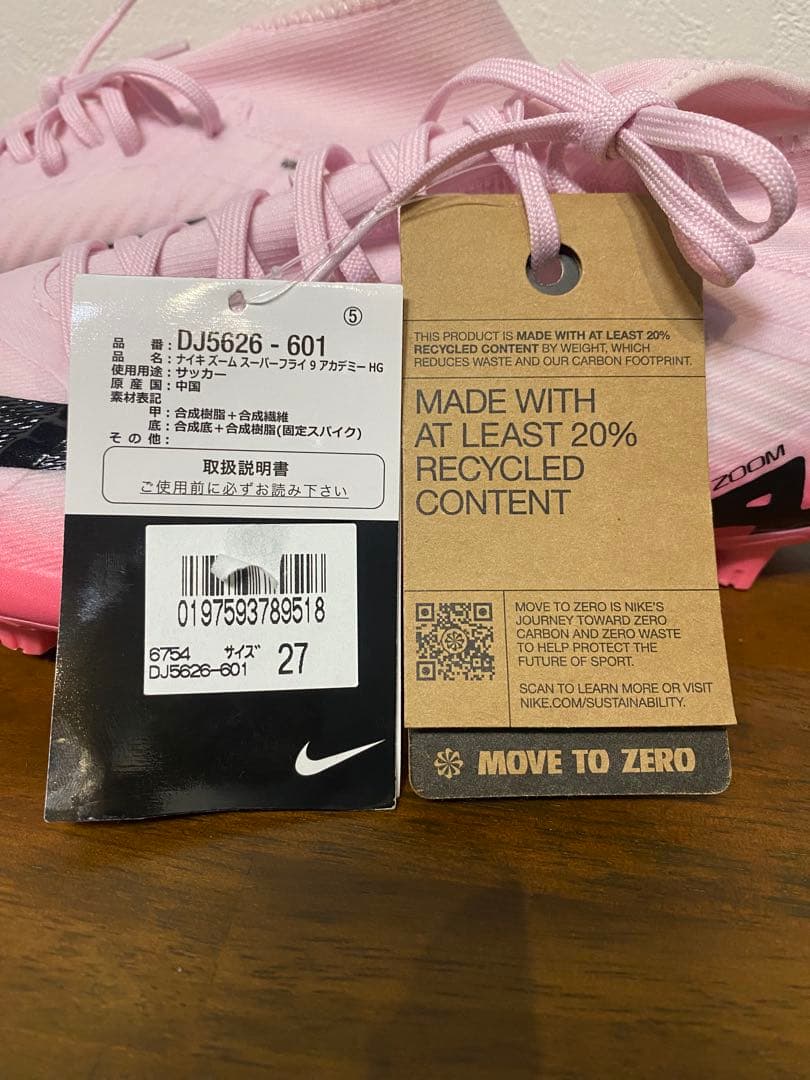 ⑤
品番:DJ5626-601
品名:ナイキ ズーム スーパーフライ 9 アカデミー HG
使用用途:サッカー
原産国:中国
素材表記
甲:合成樹脂+合成繊維
底:合成底+合成樹脂(固定スパイク)
その他:
取扱説明書
ご使用前に必ずお読み下さい
0197593789518
6754 サイズ 27
DJ5626-601
THIS PRODUCT IS MADE WITH AT LEAST 20%
RECYCLED CONTENT BY WEIGHT, WHICH
REDUCES WASTE AND OUR CARBON FOOTPRINT.
MADE WITH
AT LEAST 20%
RECYCLED
CONTENT
MOVE TO ZERO IS NIKE'S
JOURNEY TOWARD ZERO
CARBON AND ZERO WASTE
TO HELP PROTECT THE
FUTURE OF SPORT.
SCAN TO LEARN MORE OR VISIT
NIKE.COM/SUSTAINABILITY.
MOVE TO ZERO
ZOOM